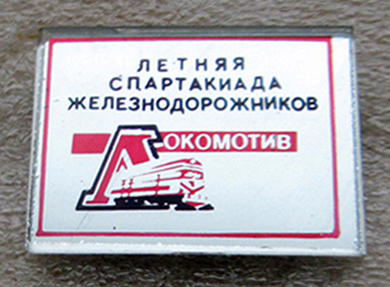 ЛЕТНЯЯ
СПАРТАКИАДА
ЖЕЛЕЗНОДОРОЖНИКОВ
ЛОКОМОТИВ